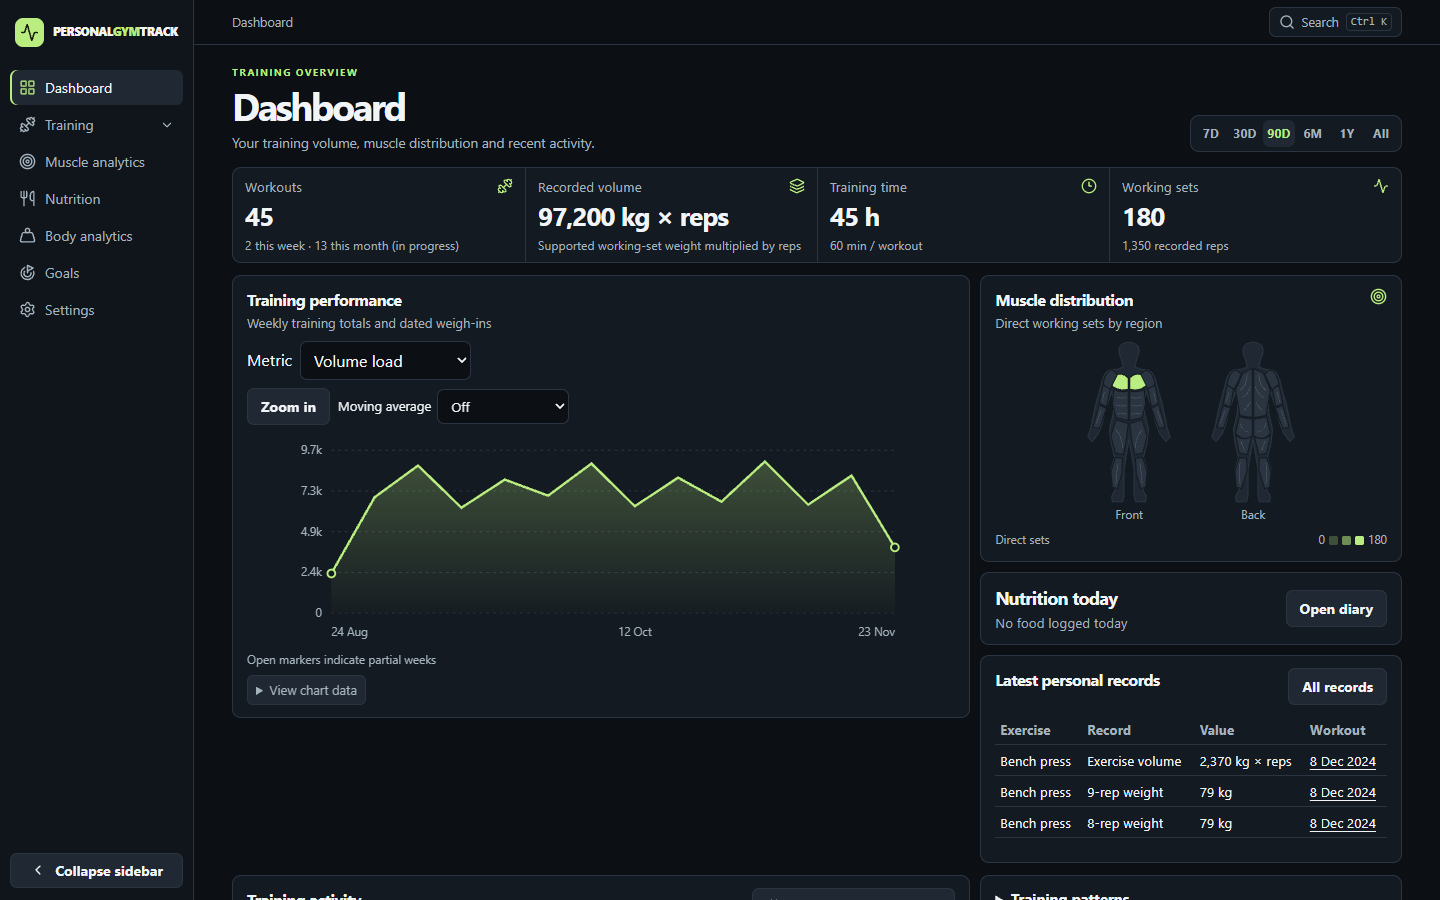 PERSONALGYMTRACK
Dashboard
Training
Muscle analytics
Nutrition
Body analytics
Goals
Settings
Collapse sidebar
Dashboard
Search Ctrl K
TRAINING OVERVIEW
Dashboard
Your training volume, muscle distribution and recent activity.
7D 30D 90D 6M 1Y All
Workouts
45
2 this week · 13 this month (in progress)
Recorded volume
97,200 kg × reps
Supported working-set weight multiplied by reps
Training time
45 h
60 min / workout
Working sets
180
1,350 recorded reps
Training performance
Weekly training totals and dated weigh-ins
Metric Volume load
Zoom in Moving average Off
9.7k
7.3k
4.9k
2.4k
0
24 Aug 12 Oct 23 Nov
Open markers indicate partial weeks
View chart data
Muscle distribution
Direct working sets by region
Front Back
Direct sets 0 180
Nutrition today
No food logged today
Open diary
Latest personal records
All records
Exercise Record Value Workout
Bench press Exercise volume 2,370 kg × reps 8 Dec 2024
Bench press 9-rep weight 79 kg 8 Dec 2024
Bench press 8-rep weight 79 kg 8 Dec 2024
Training activity
Training patterns